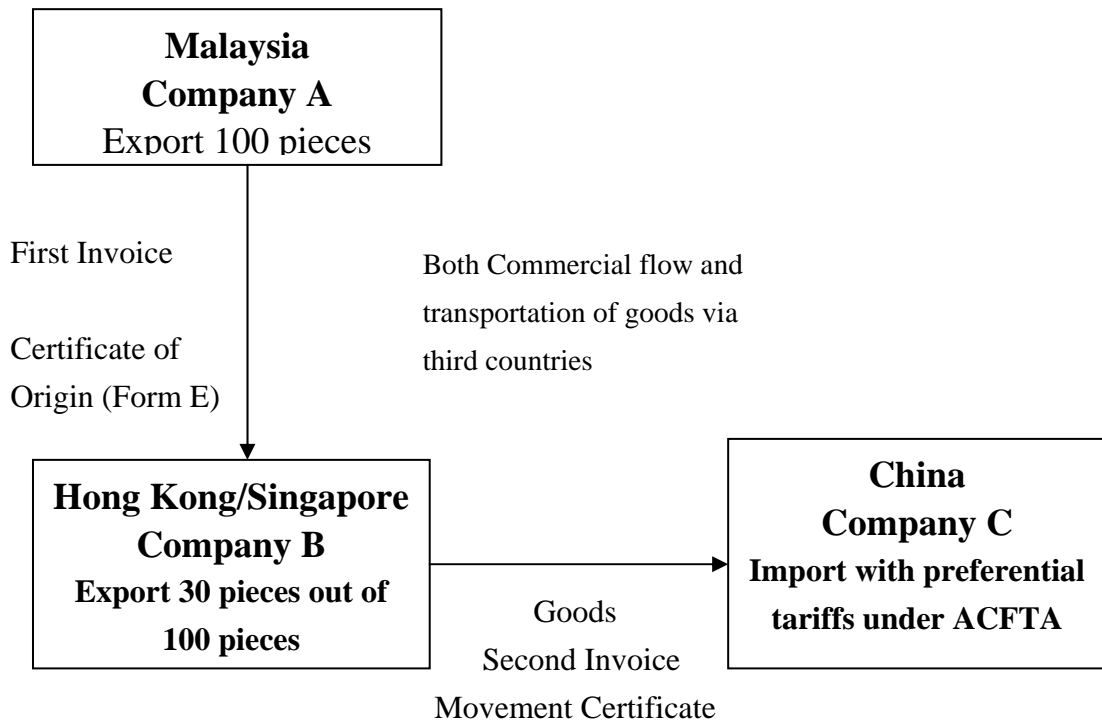 Malaysia
Company A
Export 100 pieces
First Invoice
Certificate of
Origin (Form E)
Both Commercial flow and
transportation of goods via
third countries
Hong Kong/Singapore
Company B
Export 30 pieces out of
100 pieces
Goods
Second Invoice
Movement Certificate
China
Company C
Import with preferential
tariffs under ACFTA